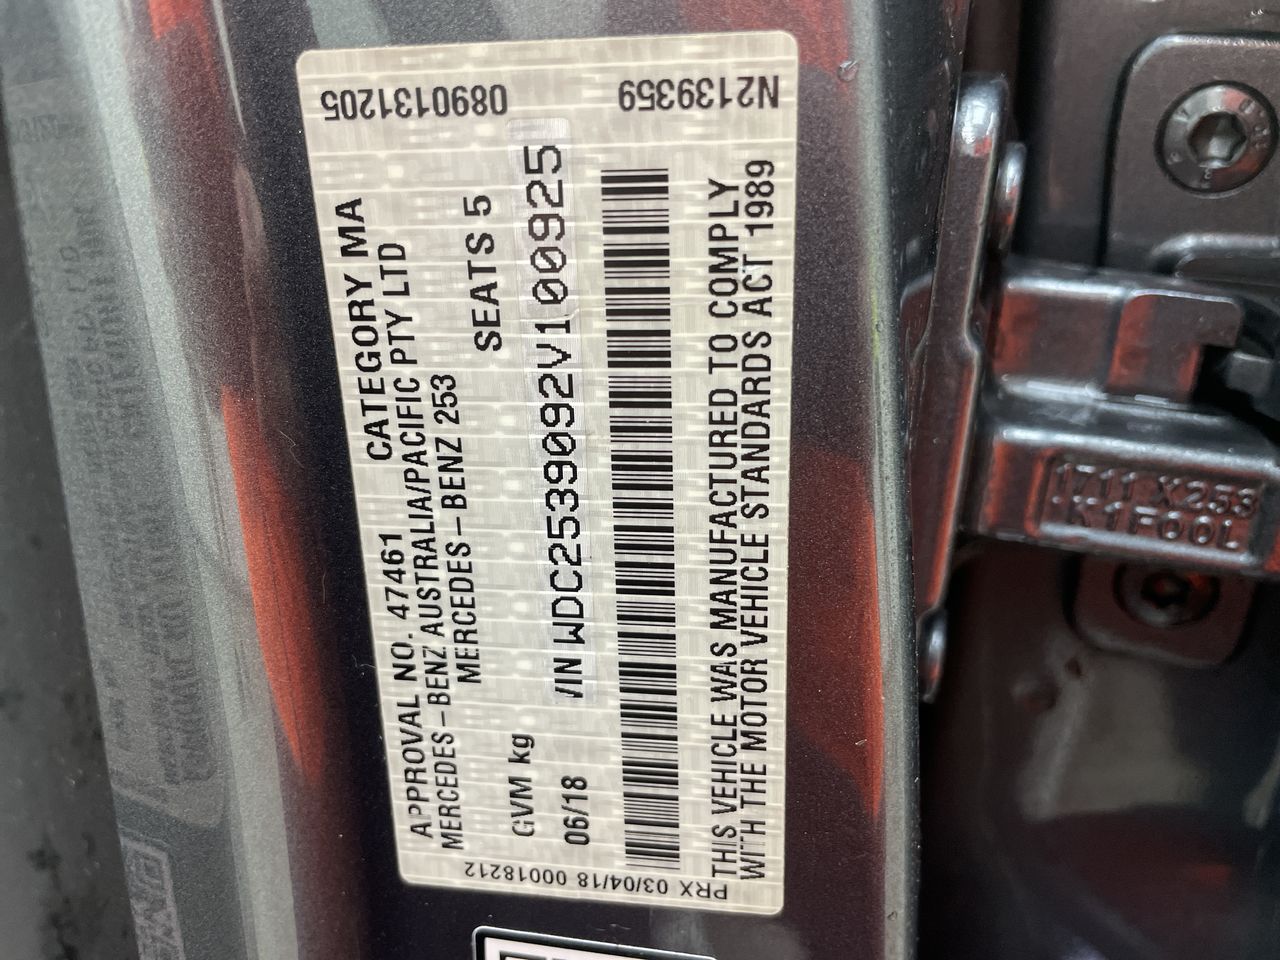 APPROVAL NO. 47461 CATEGORY MA
MERCEDES-BENZ AUSTRALIA/PACIFIC PTY LTD
MERCEDES-BENZ 253
GVM kg SEATS 5
06/18 VIN WDC2539092V100925
THIS VEHICLE WAS MANUFACTURED TO COMPLY
WITH THE MOTOR VEHICLE STANDARDS ACT 1989
0890131205
N2139359
PRX 03/04/18 00018212
1711 X253
K1FOOL